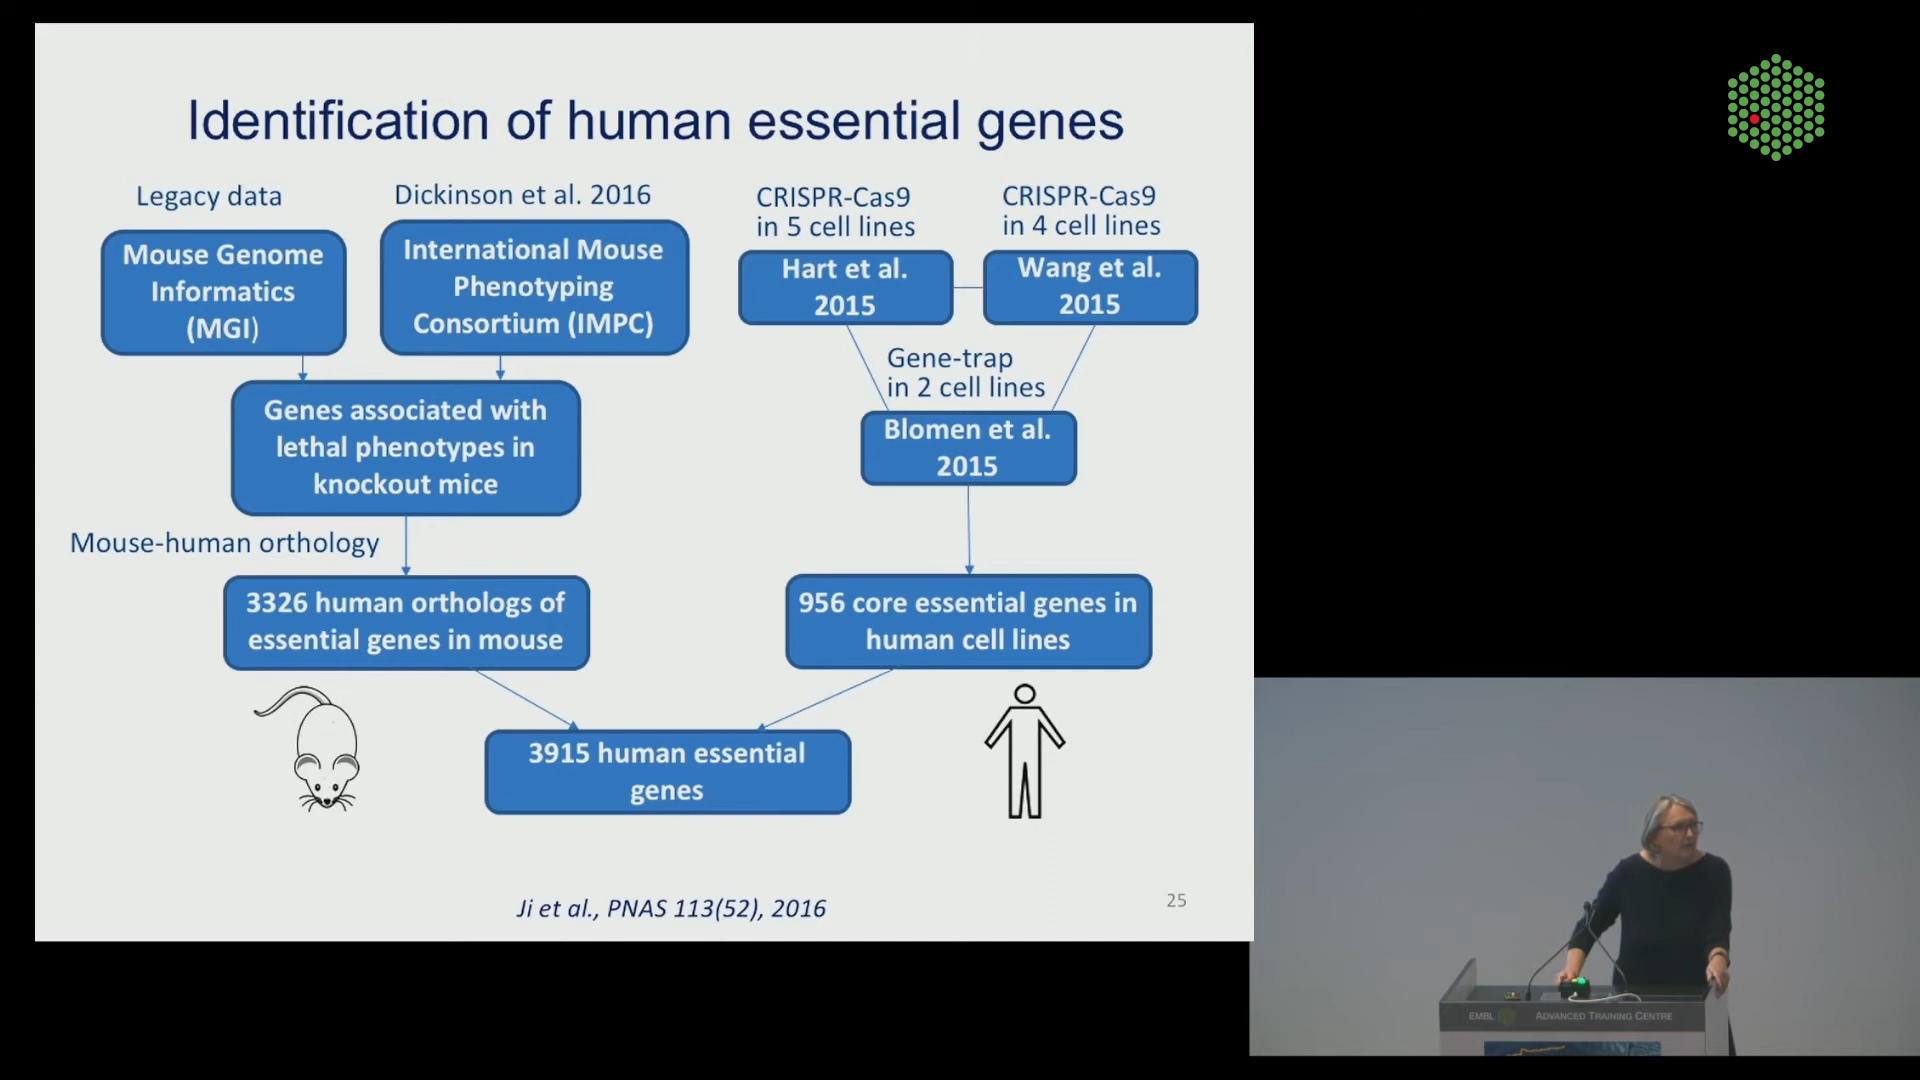 Identification of human essential genes
Legacy data
Mouse Genome
Informatics
(MGI)
Dickinson et al. 2016
International Mouse
Phenotyping
Consortium (IMPC)
Genes associated with
lethal phenotypes in
knockout mice
Mouse-human orthology
3326 human orthologs of
essential genes in mouse
CRISPR-Cas9
in 5 cell lines
Hart et al.
2015
CRISPR-Cas9
in 4 cell lines
Wang et al.
2015
Gene-trap
in 2 cell lines
Blomen et al.
2015
956 core essential genes in
human cell lines
3915 human essential
genes
Ji et al., PNAS 113(52), 2016
25
EMBL ADVANCED TRAINING CENTRE